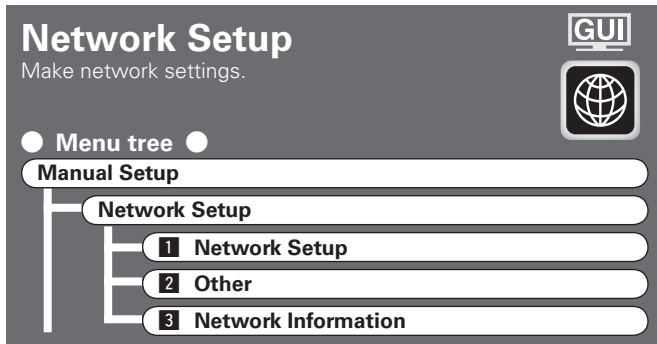 Network Setup
GUI
Make network settings.
Menu tree
Manual Setup
Network Setup
1 Network Setup
2 Other
3 Network Information